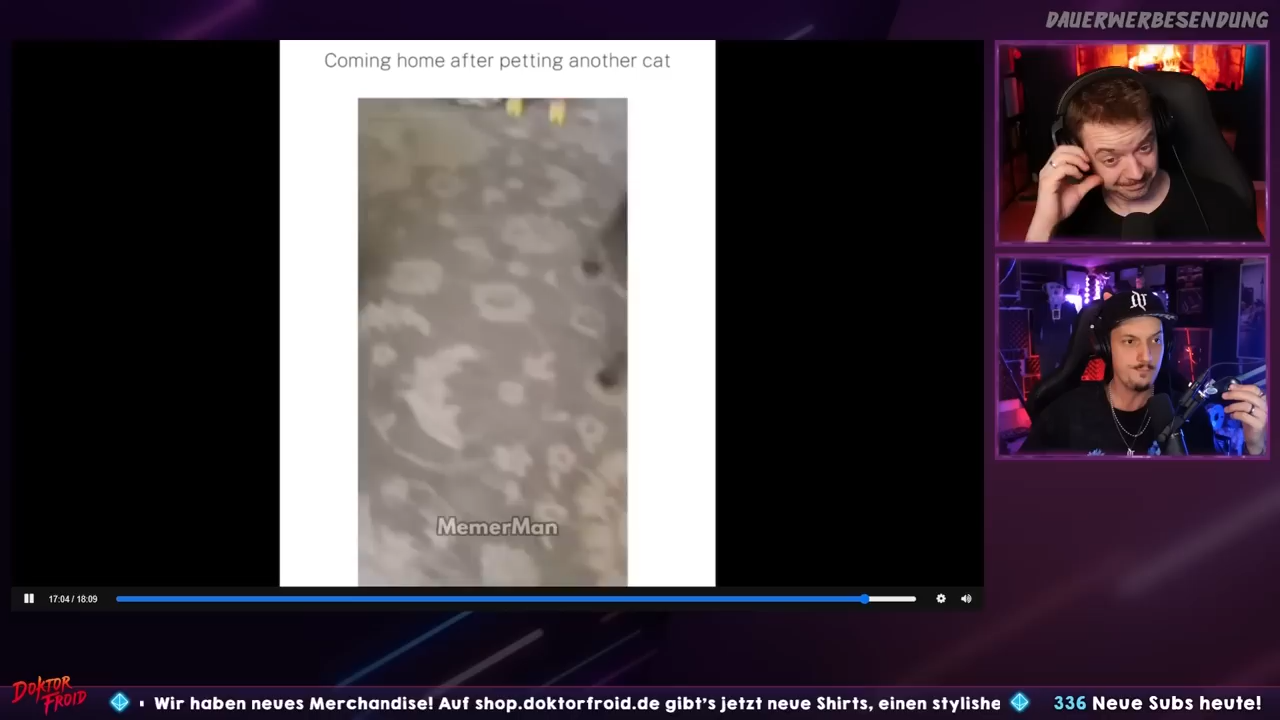 DAUERWERBESENDUNG
Coming home after petting another cat
MemerMan
17:04 / 18:09
DOKTOR
FROID
Wir haben neues Merchandise! Auf shop.doktorfroid.de gibt's jetzt neue Shirts, einen stylishe
336 Neue Subs heute!